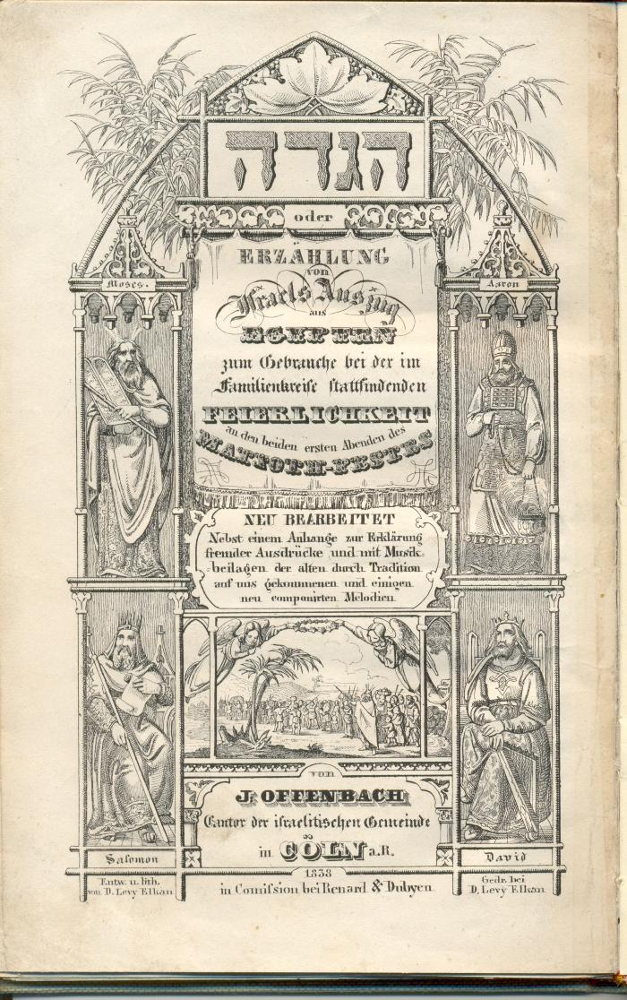 הגדה
oder
ERZÄHLUNG
von
Israels Auszug
aus
EGYPTEN
zum Gebrauche bei der im
Familienkreise stattfindenden
FEIERLICHKEIT
an den beiden ersten Abenden des
MATZOTH-FESTES
Moses.
Aaron
NEU BEARBEITET
Nebst einem Anhange zur Erklärung
fremder Ausdrücke und mit Musik-
beilagen der alten durch Tradition
auf uns gekommenen und einigen
neu componirten Melodien
von
J. OFFENBACH
Cantor der israelitischen Gemeinde
in CÖLN a.R.
Salomon
David
1838
in Comission bei Renard & Dubyen
Entw. u. lith.
von D. Levy Elkan
Gedr. bei
D. Levy Elkan